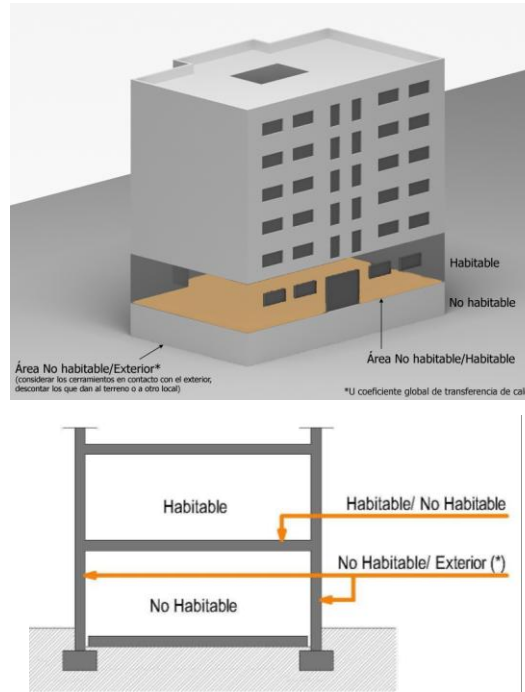 Habitable
No habitable
Área No habitable/Exterior*
(considerar los cerramientos en contacto con el exterior,
descontar los que dan al terreno o a otro local)
Área No habitable/Habitable
*U coeficiente global de transferencia de cal
Habitable
Habitable/ No Habitable
No Habitable/ Exterior (*)
No Habitable